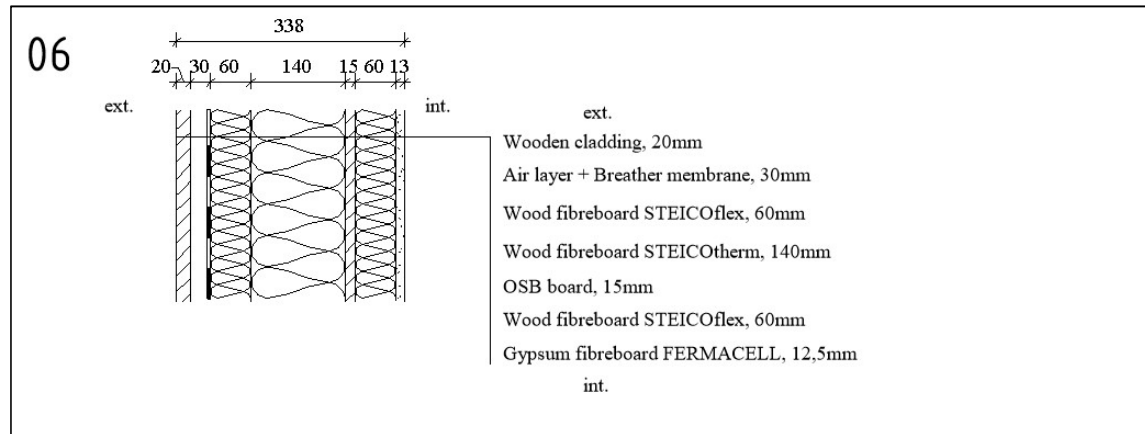 06
338
20 30 60 140 15 60 13
ext.
int.
ext.
Wooden cladding, 20mm
Air layer + Breather membrane, 30mm
Wood fibreboard STEICOflex, 60mm
Wood fibreboard STEICOtherm, 140mm
OSB board, 15mm
Wood fibreboard STEICOflex, 60mm
Gypsum fibreboard FERMACELL, 12,5mm
int.